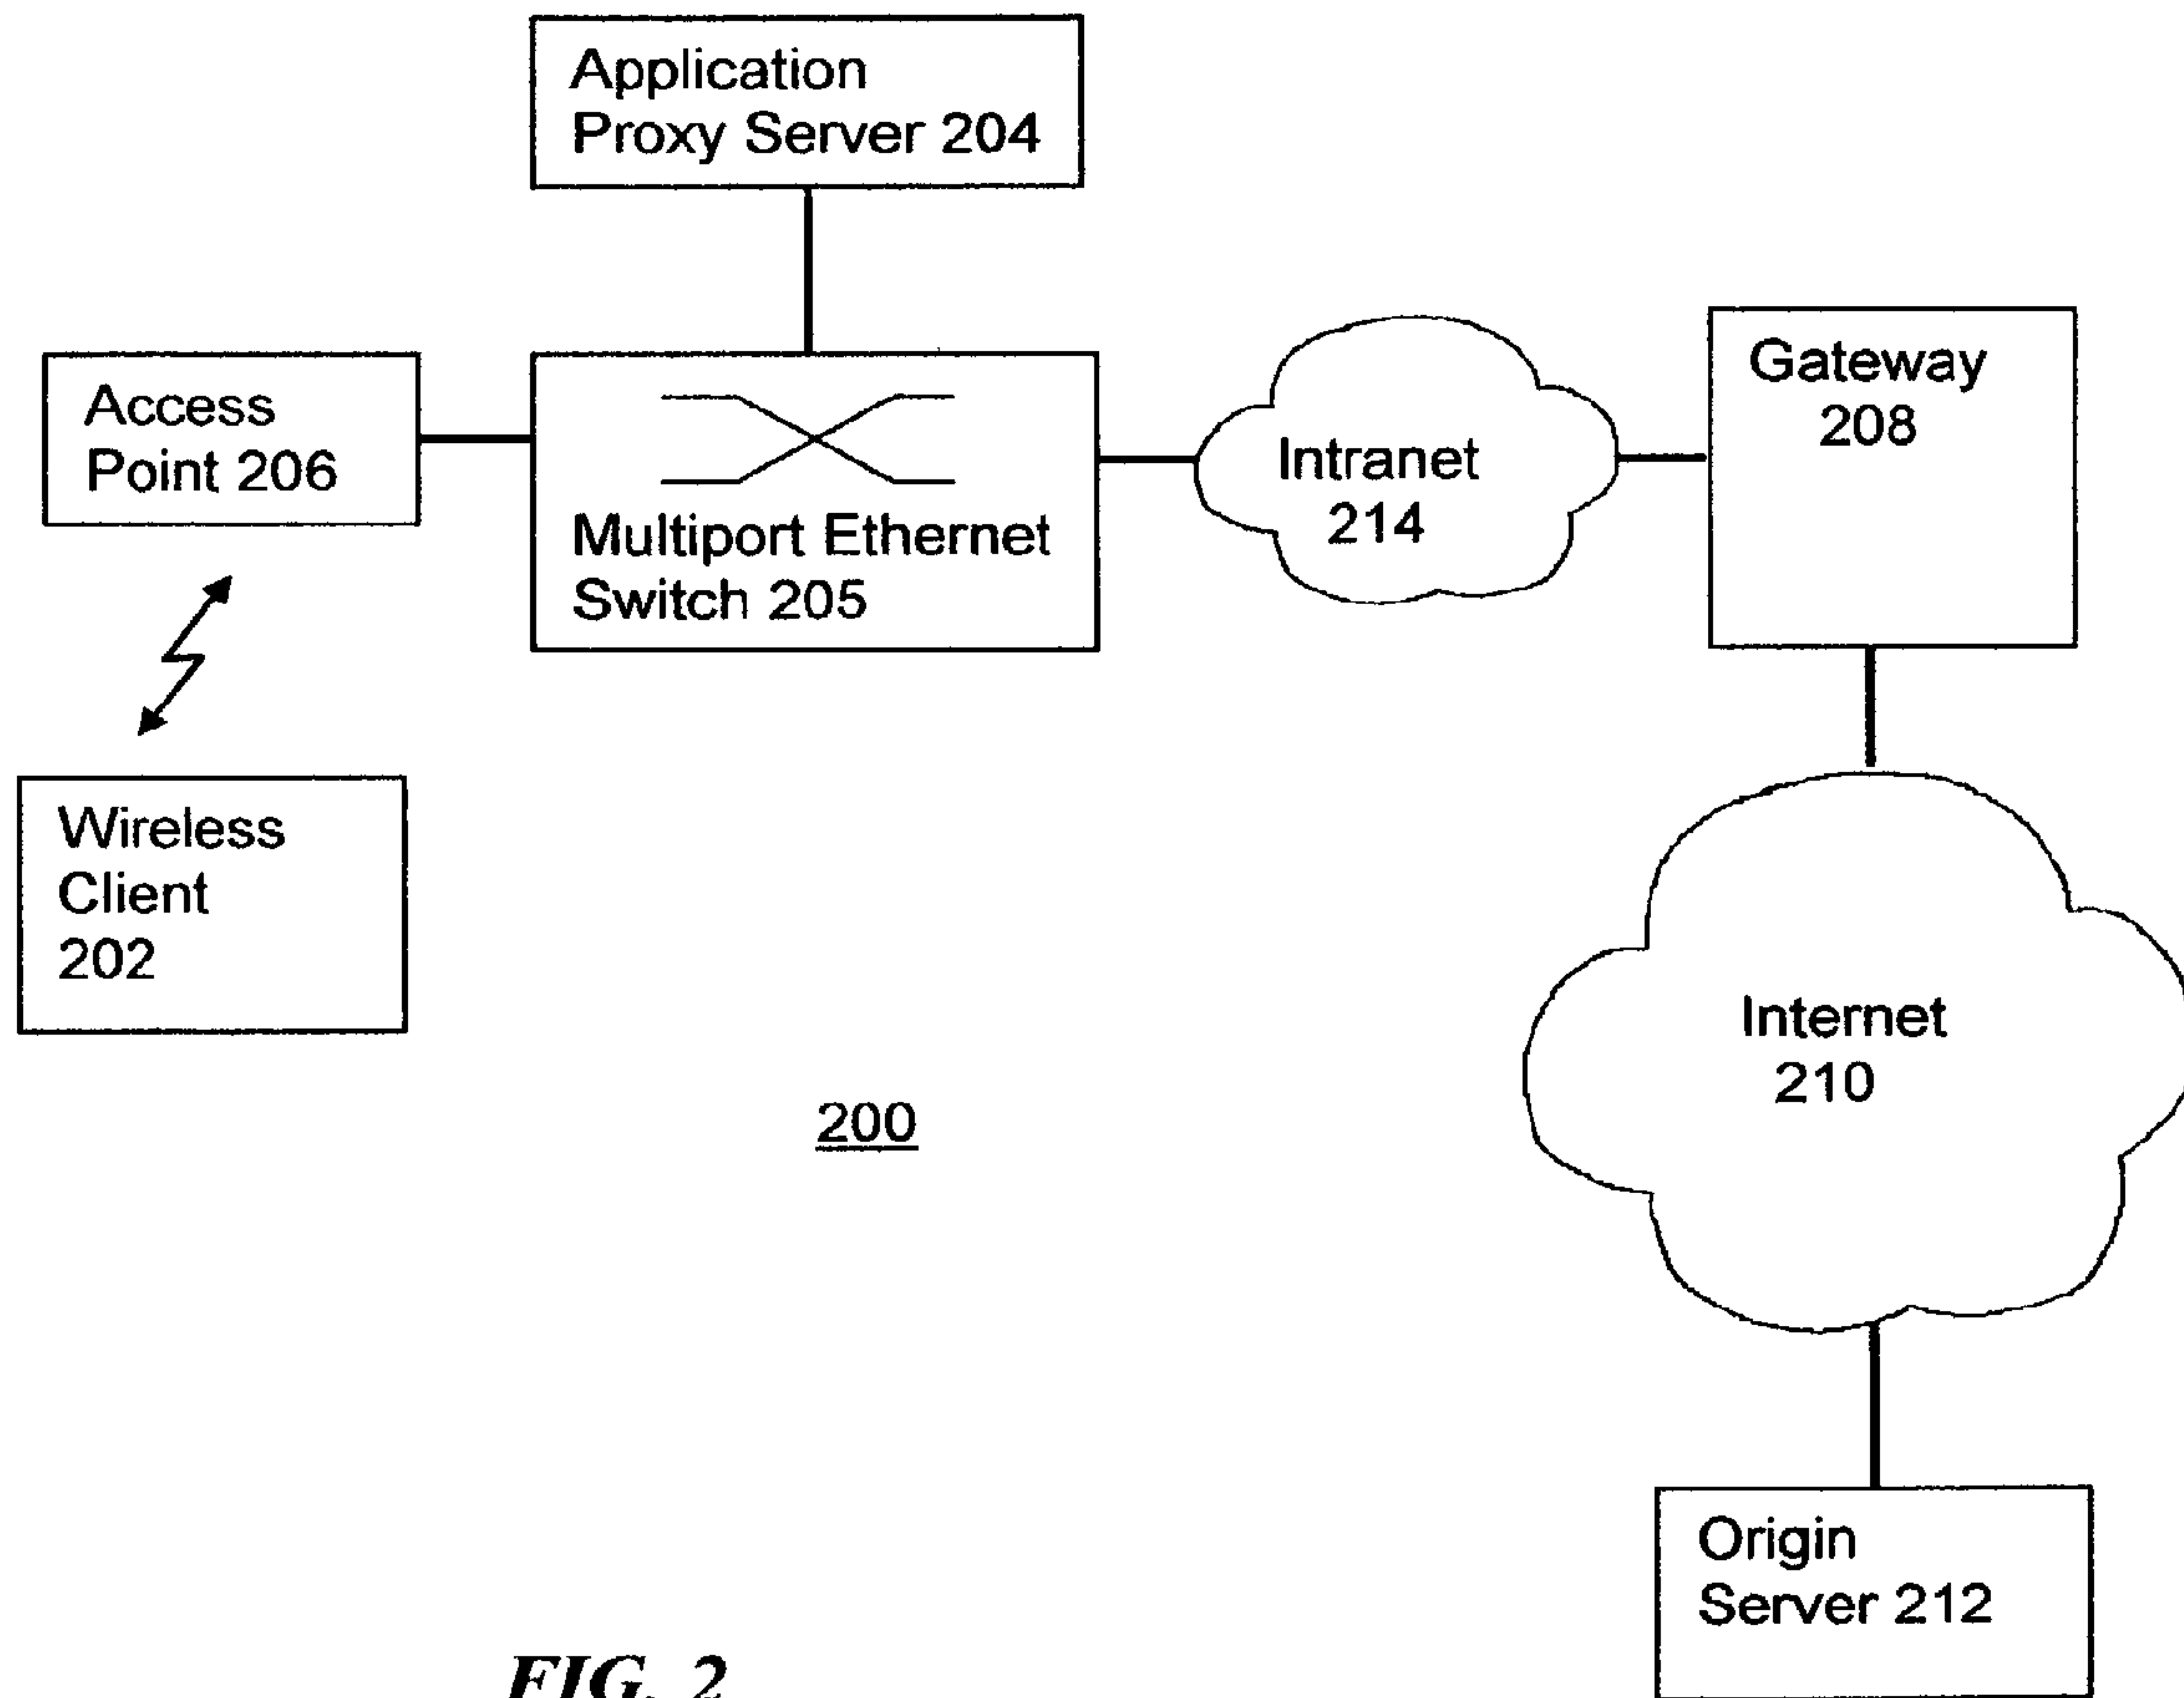 Application
Proxy Server 204
Access
Point 206
Multiport Ethernet
Switch 205
Intranet
214
Gateway
208
Wireless
Client
202
Internet
210
200
Origin
Server 212
FIG. 2